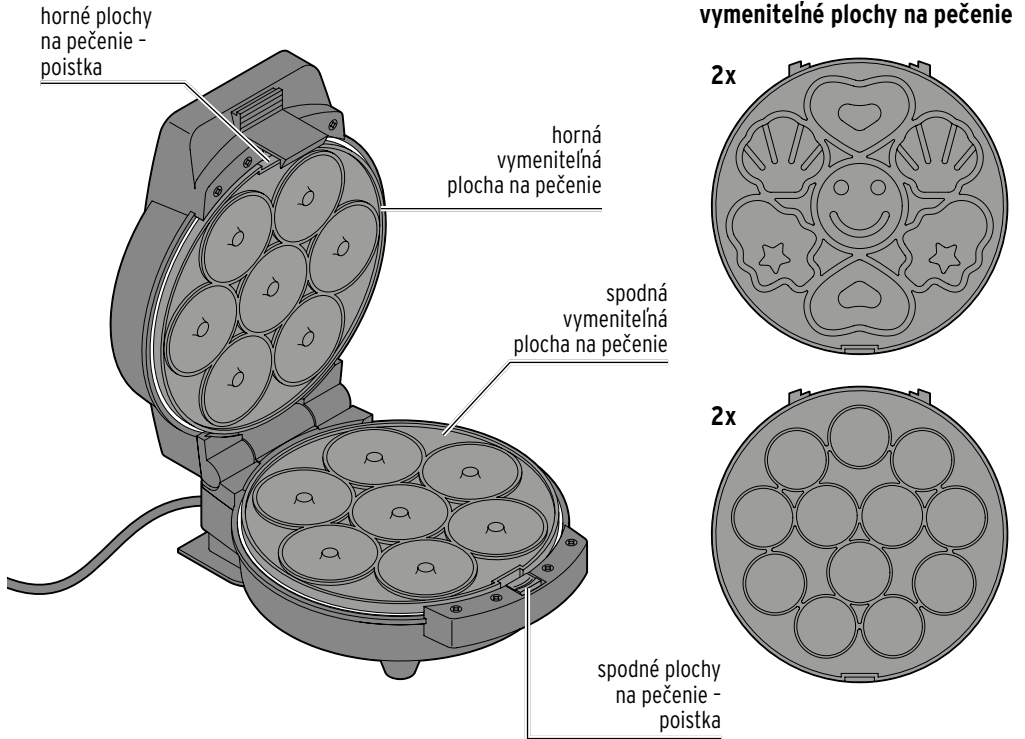 horné plochy
na pečenie –
poistka
vymeniteľné plochy na pečenie
2x
horná
vymeniteľná
plocha na pečenie
spodná
vymeniteľná
plocha na pečenie
2x
spodné plochy
na pečenie –
poistka